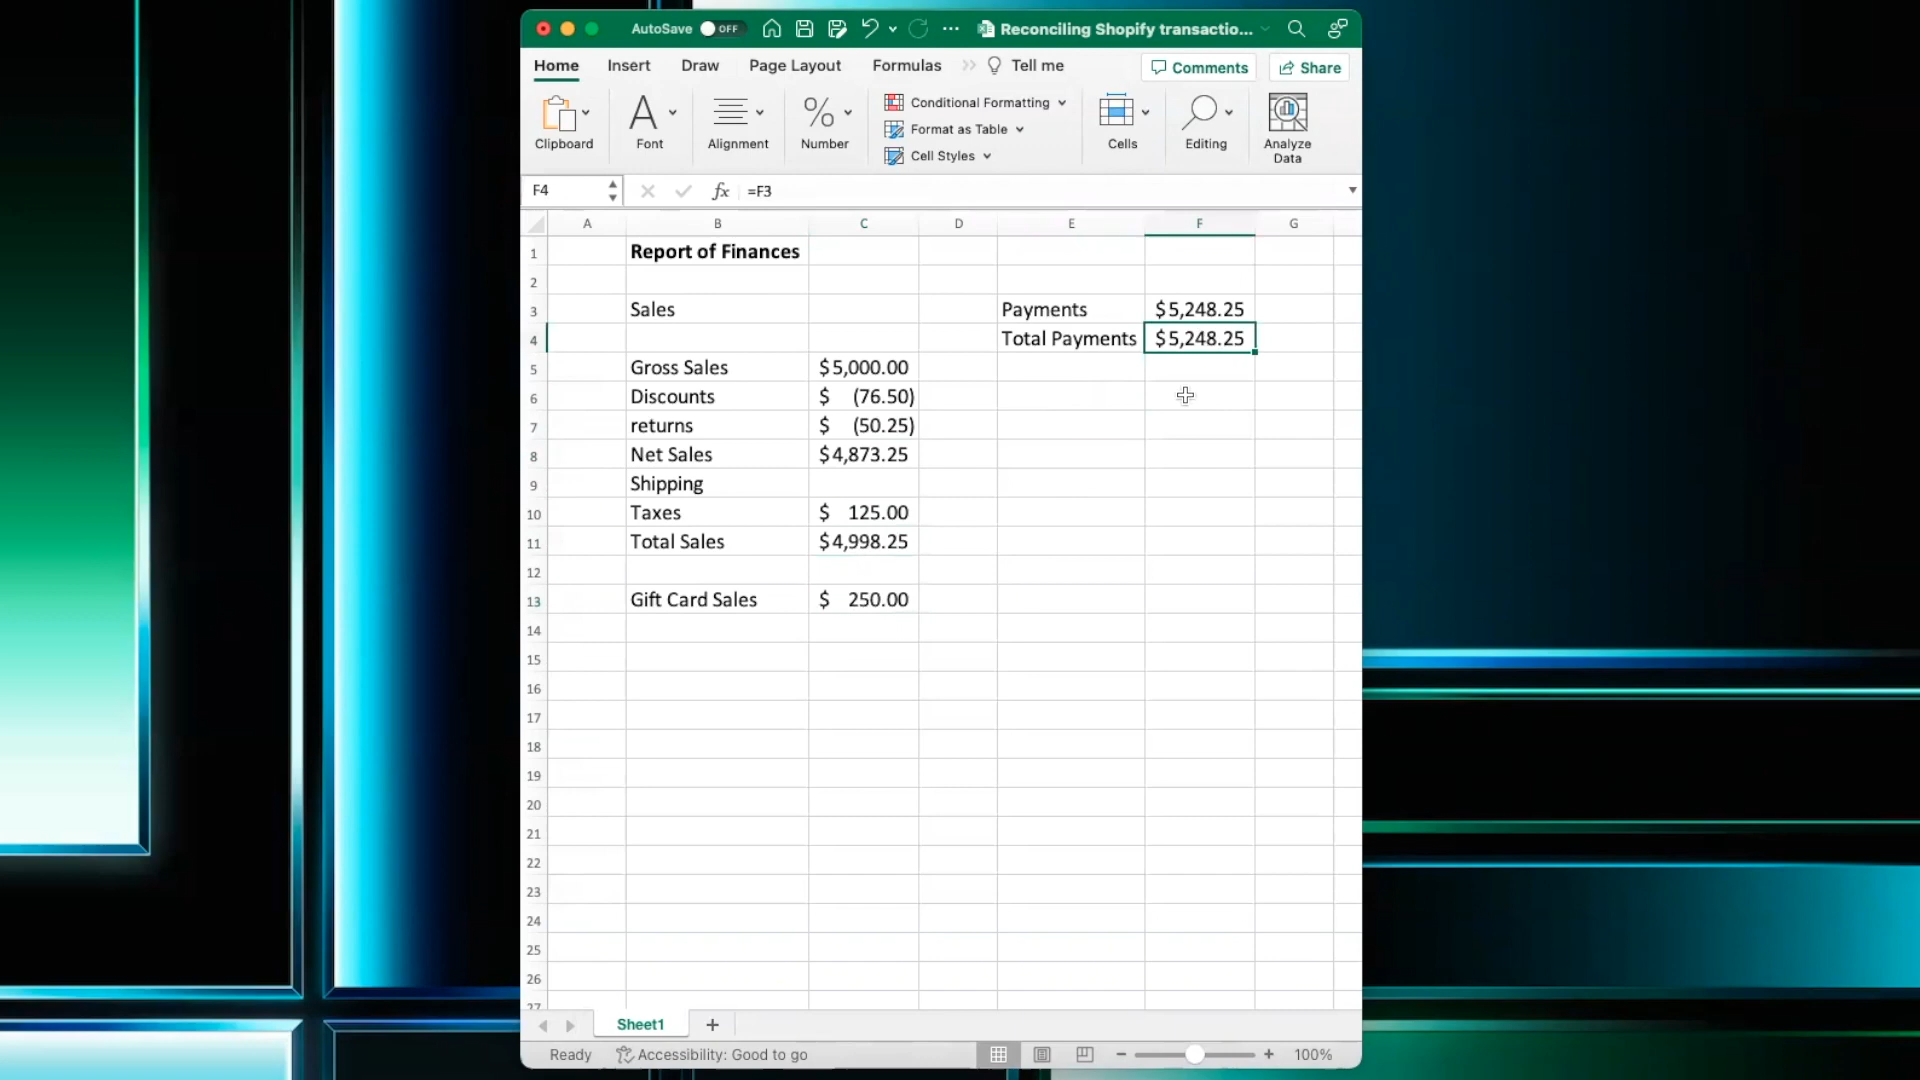 AutoSave OFF Reconciling Shopify transactio...
Home Insert Draw Page Layout Formulas Tell me Comments Share
Clipboard Font Alignment Number Conditional Formatting Format as Table Cell Styles Cells Editing Analyze Data
F4 fx =F3
A B C D E F G
1 Report of Finances
2
3 Sales Payments $5,248.25
4 Total Payments $5,248.25
5 Gross Sales $5,000.00
6 Discounts $ (76.50)
7 returns $ (50.25)
8 Net Sales $4,873.25
9 Shipping
10 Taxes $ 125.00
11 Total Sales $4,998.25
12
13 Gift Card Sales $ 250.00
14
15
16
17
18
19
20
21
22
23
24
25
26
27
Sheet1 +
Ready Accessibility: Good to go 100%